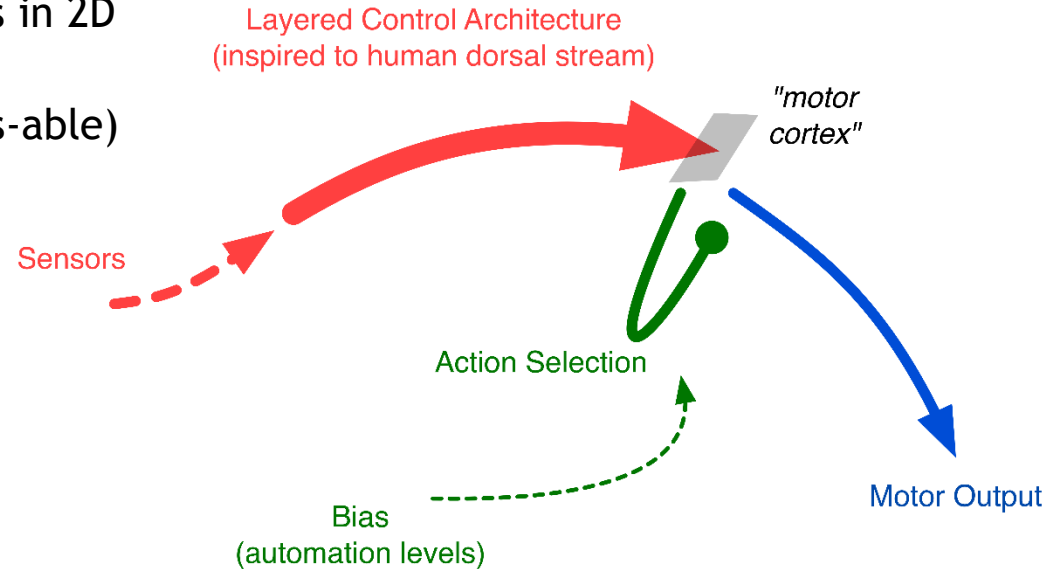 s in 2D
Layered Control Architecture
(inspired to human dorsal stream)
s-able)
"motor
cortex"
Sensors
Action Selection
Motor Output
Bias
(automation levels)